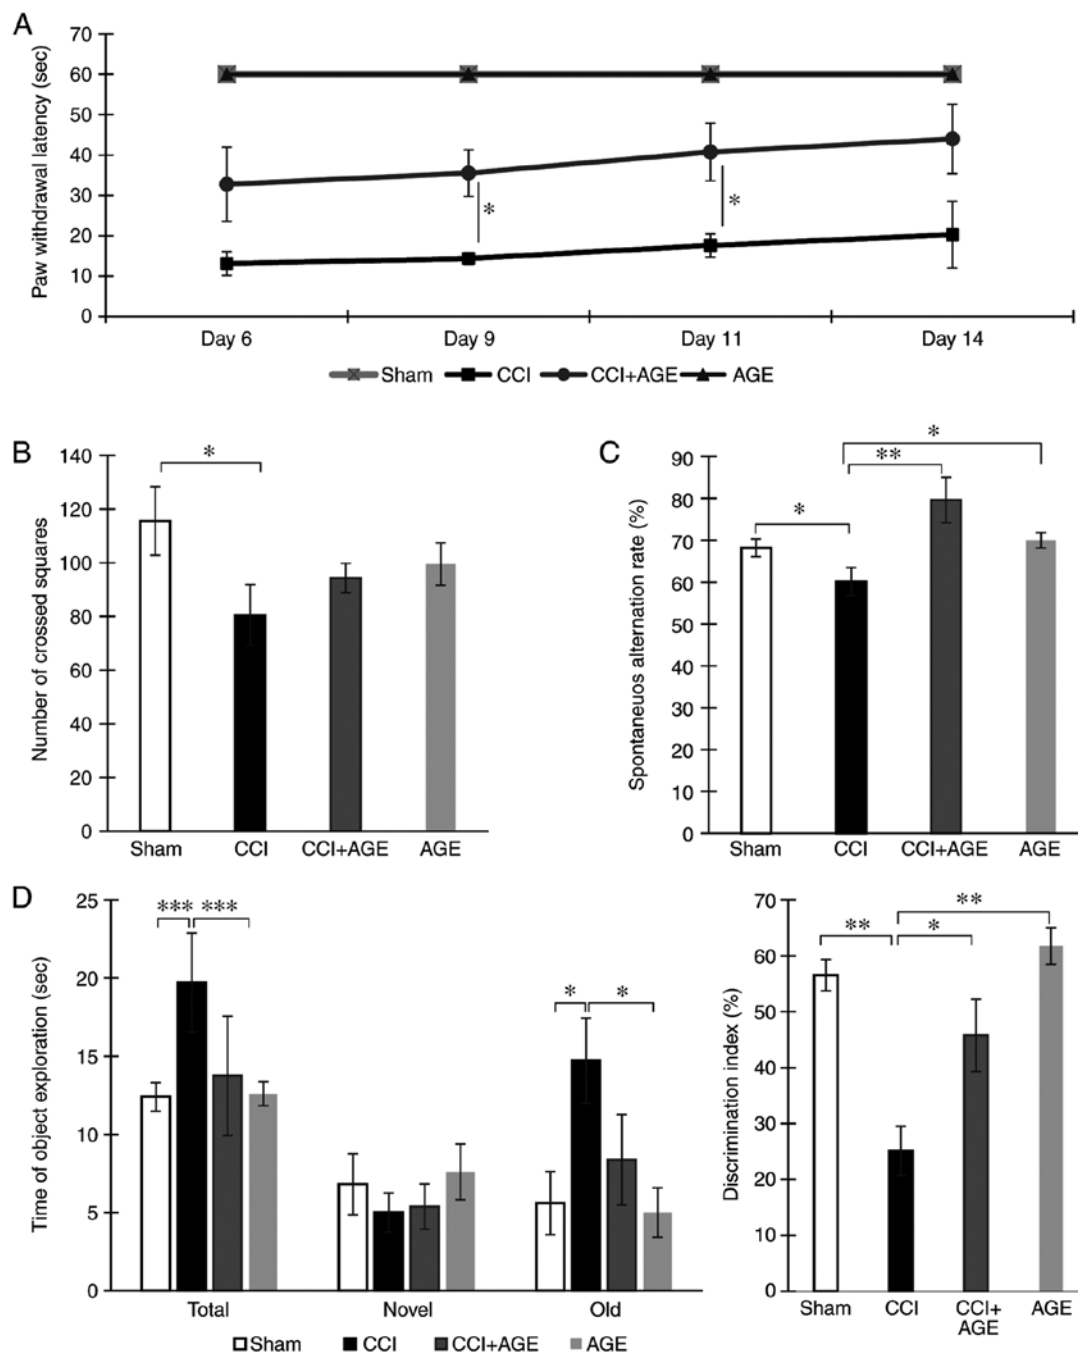 A
Paw withdrawal latency (sec)
70
60
50
40
30
20
10
0
*
*
Day 6 Day 9 Day 11 Day 14
Sham CCI CCI+AGE AGE
B
Number of crossed squares
140
120
100
80
60
40
20
0
*
Sham CCI CCI+AGE AGE
C
Spontaneuos alternation rate (%)
90
80
70
60
50
40
30
20
10
0
*
**
*
Sham CCI CCI+AGE AGE
D
Time of object exploration (sec)
25
20
15
10
5
0
*** ***
* *
Total Novel Old
Sham CCI CCI+AGE AGE
Discrimination index (%)
70
60
50
40
30
20
10
0
**
** *
Sham CCI CCI+ AGE
AGE